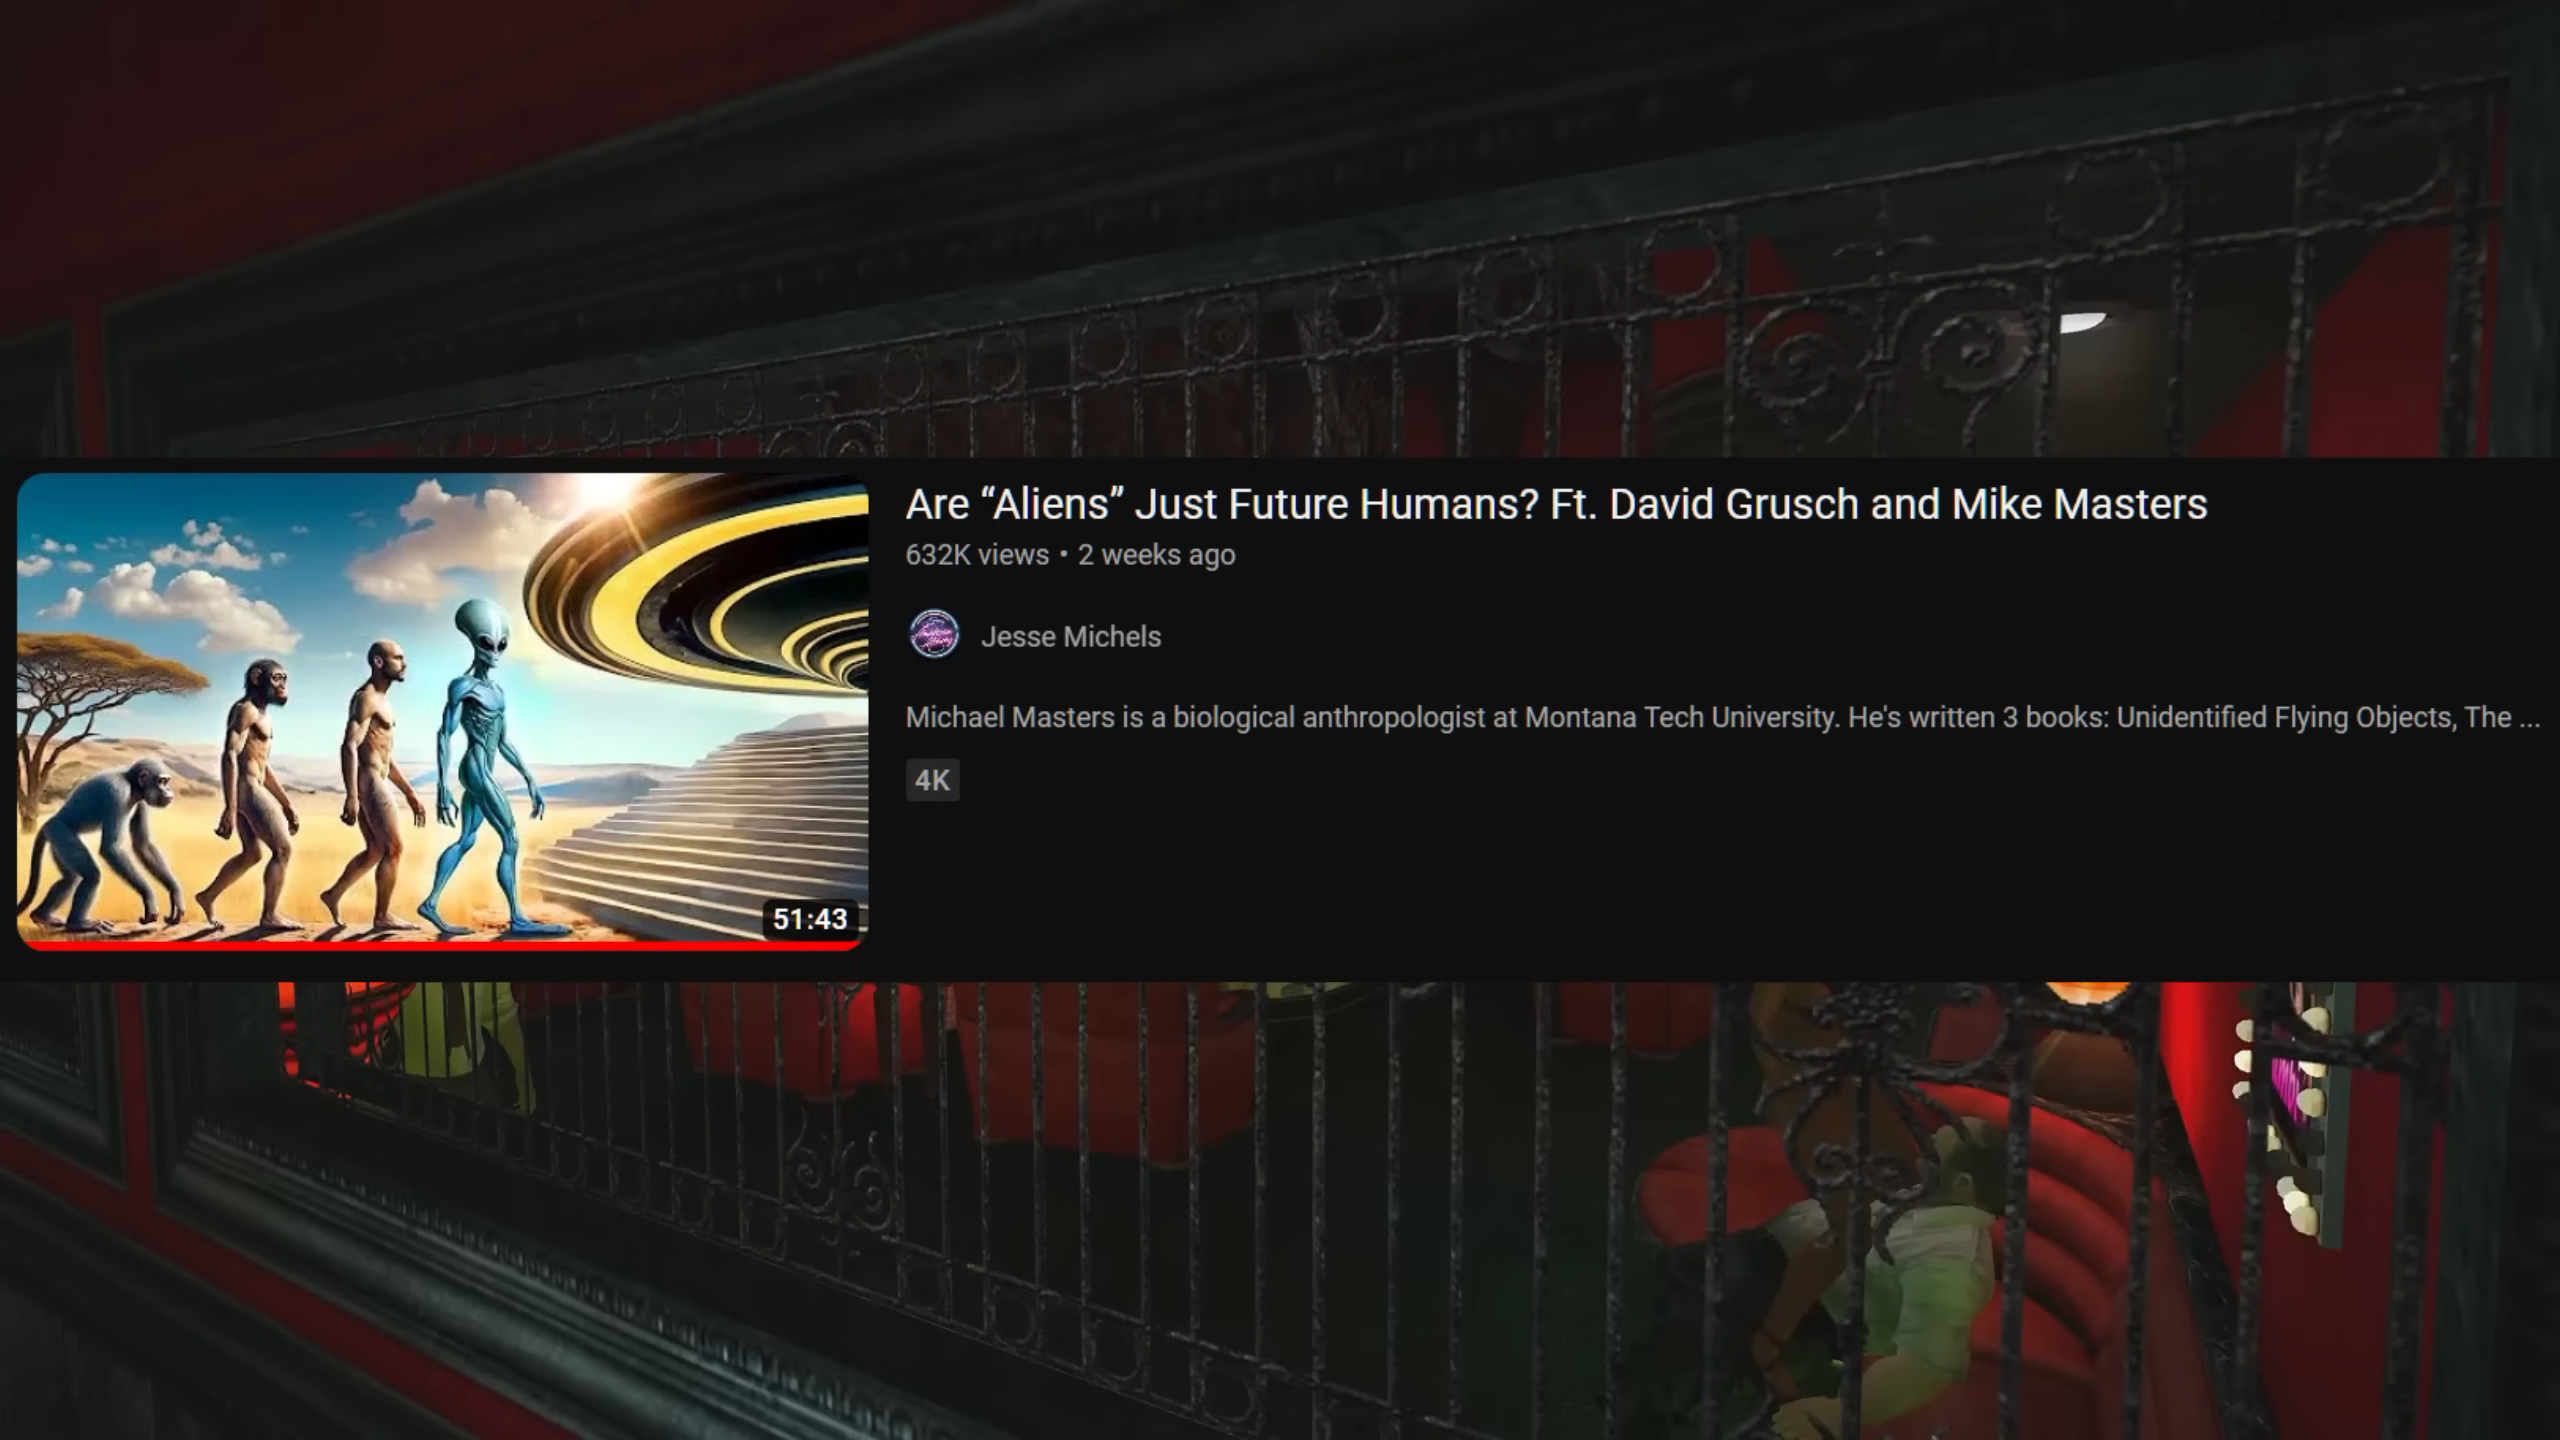 Are “Aliens” Just Future Humans? Ft. David Grusch and Mike Masters
632K views • 2 weeks ago
Jesse Michels
Michael Masters is a biological anthropologist at Montana Tech University. He's written 3 books: Unidentified Flying Objects, The ...
4K
51:43